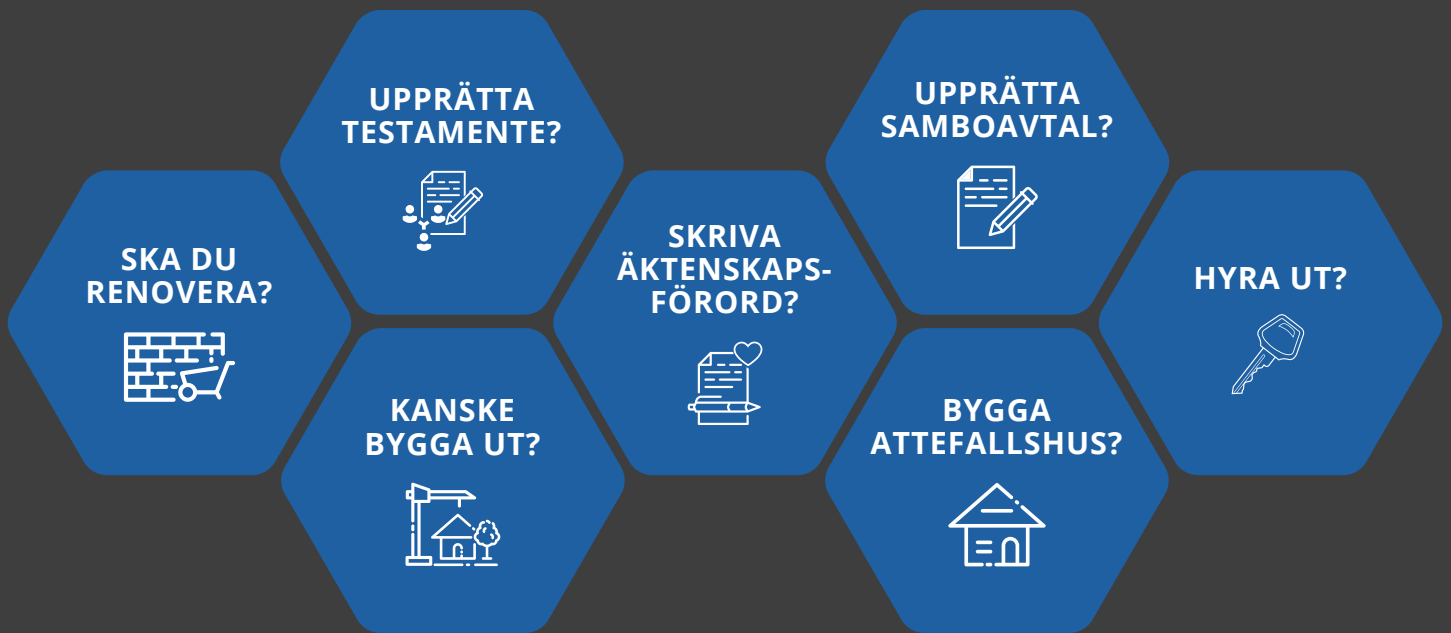 UPPRÄTTA
TESTAMENTE?
UPPRÄTTA
SAMBOAVTAL?
SKA DU
RENOVERA?
SKRIVA
ÄKTENSKAPS-
FÖRORD?
HYRA UT?
KANSKE
BYGGA UT?
BYGGA
ATTEFALLSHUS?